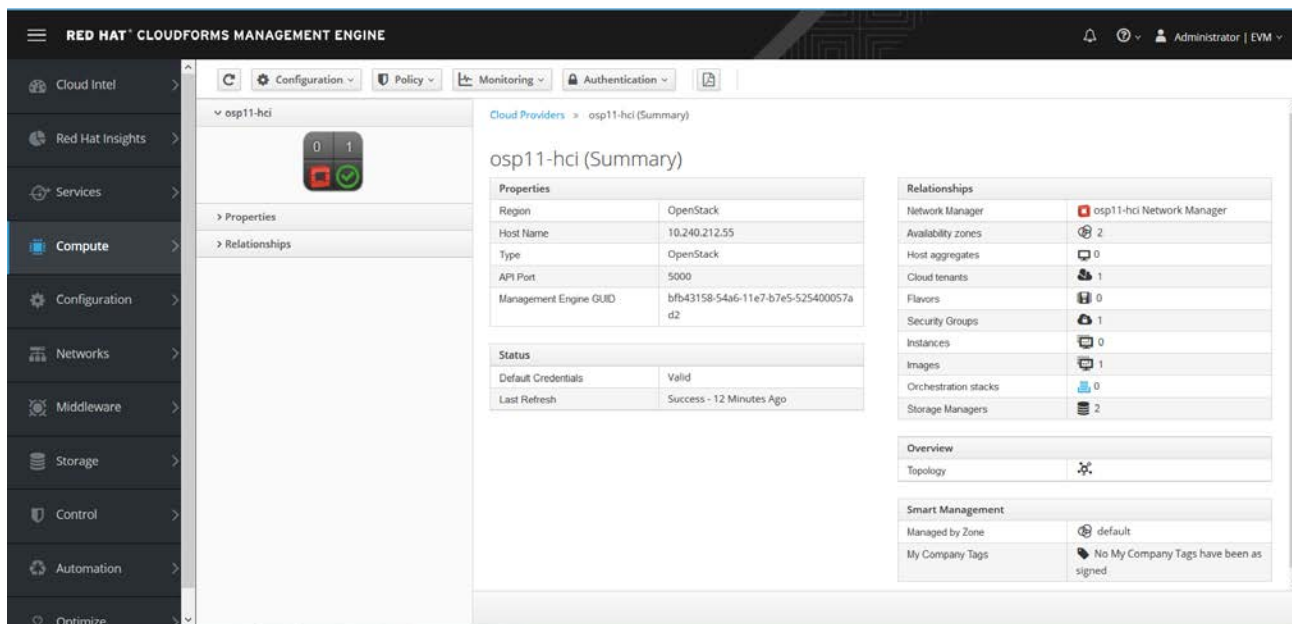 RED HAT® CLOUDFORMS MANAGEMENT ENGINE
Administrator | EVM
Cloud Intel
Red Hat Insights
Services
Compute
Configuration
Networks
Middleware
Storage
Control
Automation
Optimize
Configuration
Policy
Monitoring
Authentication
osp11-hci
0 1
Properties
Relationships
Cloud Providers » osp11-hci (Summary)
osp11-hci (Summary)
Properties
Region OpenStack
Host Name 10.240.212.55
Type OpenStack
API Port 5000
Management Engine GUID bfb43158-54a6-11e7-b7e5-525400057a
d2
Status
Default Credentials Valid
Last Refresh Success - 12 Minutes Ago
Relationships
Network Manager osp11-hci Network Manager
Availability zones 2
Host aggregates 0
Cloud tenants 1
Flavors 0
Security Groups 1
Instances 0
Images 1
Orchestration stacks 0
Storage Managers 2
Overview
Topology
Smart Management
Managed by Zone default
My Company Tags No My Company Tags have been as
signed